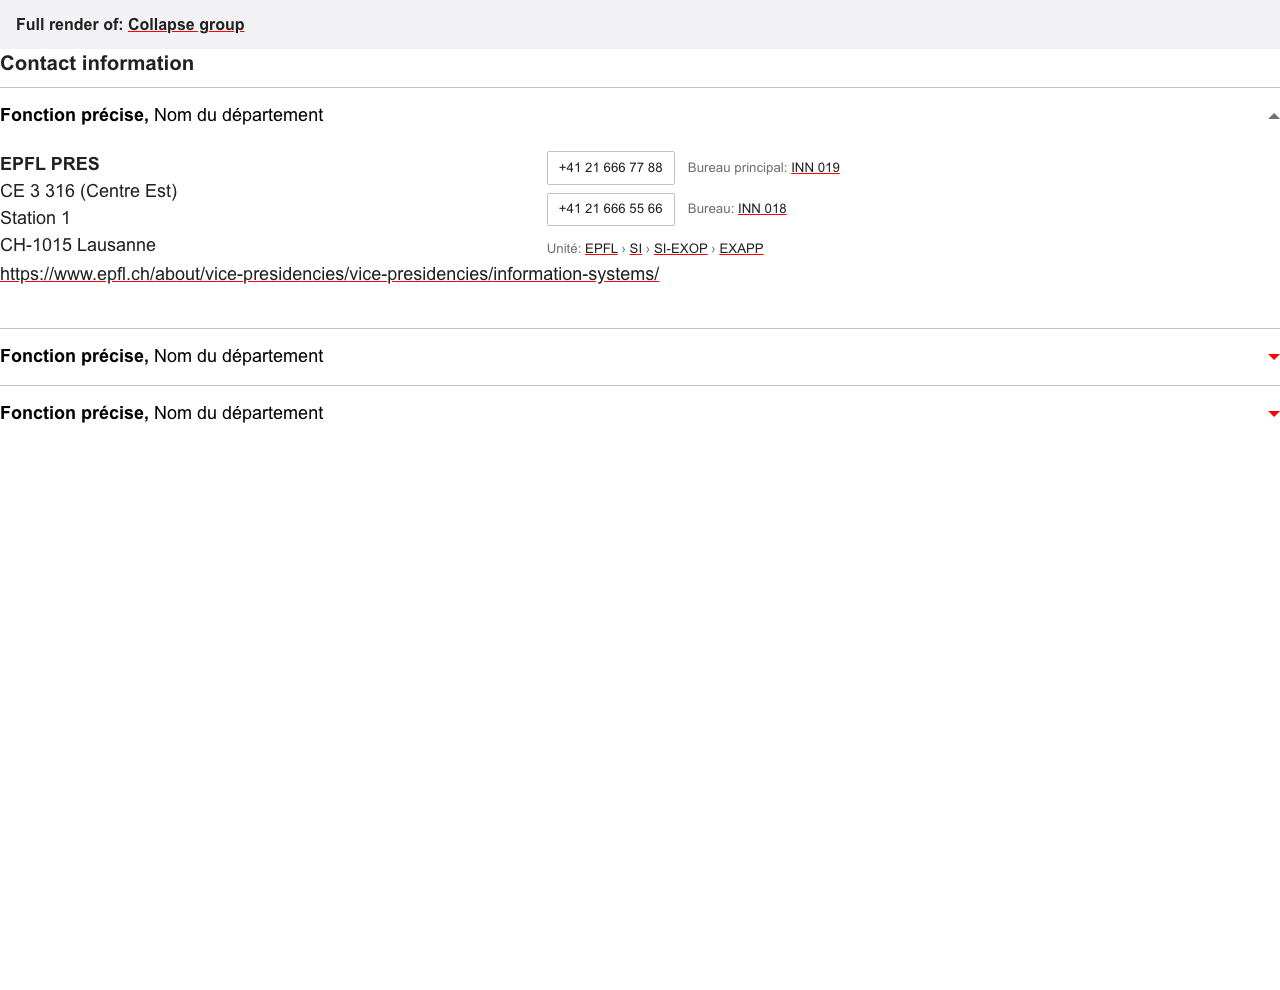 Full render of: Collapse group
Contact information
Fonction précise, Nom du département
EPFL PRES
CE 3 316 (Centre Est)
Station 1
CH-1015 Lausanne
https://www.epfl.ch/about/vice-presidencies/vice-presidencies/information-systems/
+41 21 666 77 88 Bureau principal: INN 019
+41 21 666 55 66 Bureau: INN 018
Unité: EPFL › SI › SI-EXOP › EXAPP
Fonction précise, Nom du département
Fonction précise, Nom du département